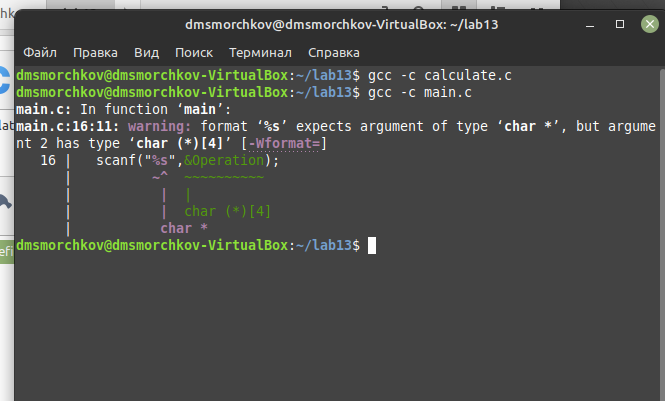 dmsmorchkov@dmsmorchkov-VirtualBox: ~/lab13
Файл Правка Вид Поиск Терминал Справка
dmsmorchkov@dmsmorchkov-VirtualBox:~/lab13$ gcc -c calculate.c
dmsmorchkov@dmsmorchkov-VirtualBox:~/lab13$ gcc -c main.c
main.c: In function ‘main’:
main.c:16:11: warning: format ‘%s’ expects argument of type ‘char *’, but argume
nt 2 has type ‘char (*)[4]’ [-Wformat=]
   16 |   scanf("%s",&Operation);
      |          ~^  ~~~~~~~~~~
      |           |  |
      |           |  char (*)[4]
      |           char *
dmsmorchkov@dmsmorchkov-VirtualBox:~/lab13$